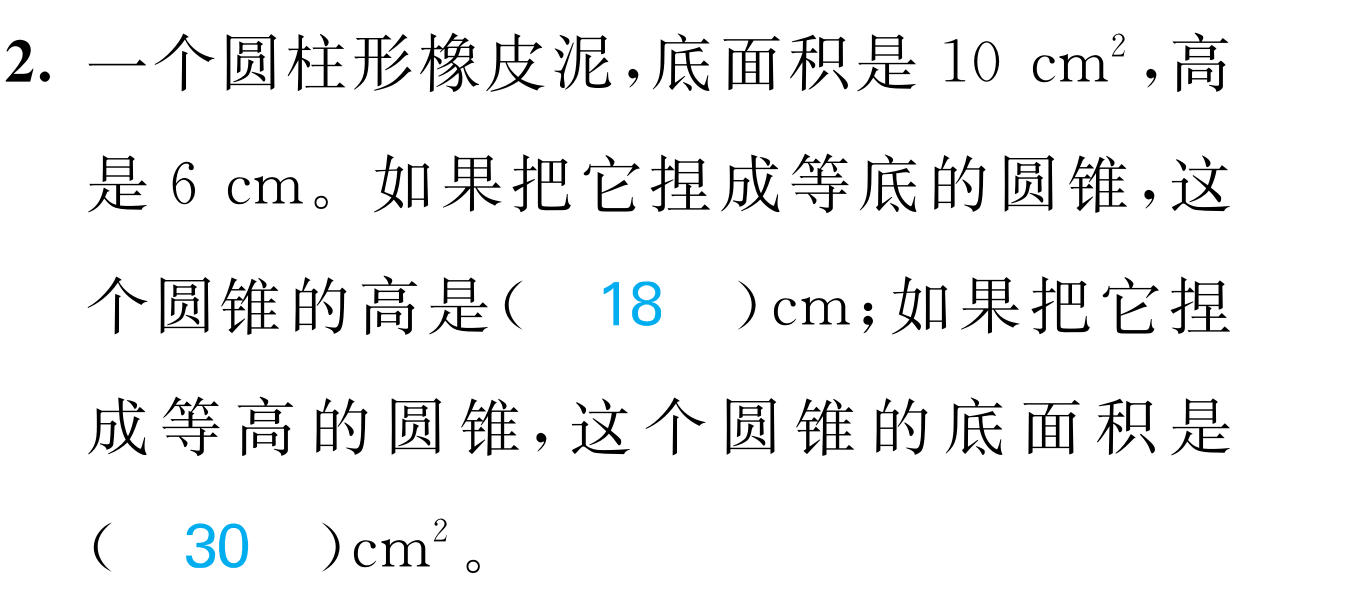 2. 一个圆柱形橡皮泥,底面积是 10 cm²,高
是 6 cm。如果把它捏成等底的圆锥,这
个圆锥的高是( 18 )cm;如果把它捏
成等高的圆锥,这个圆锥的底面积是
( 30 )cm²。